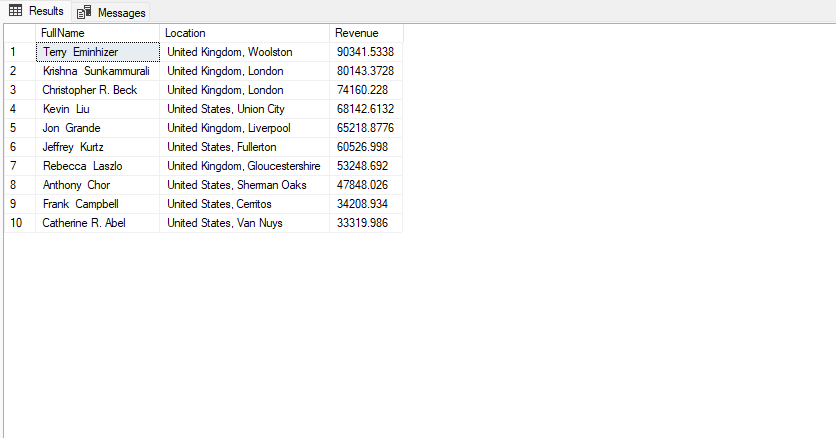 Results Messages
FullName Location Revenue
1 Terry  Eminhizer United Kingdom, Woolston 90341.5338
2 Krishna  Sunkammurali United Kingdom, London 80143.3728
3 Christopher R. Beck United Kingdom, London 74160.228
4 Kevin  Liu United States, Union City 68142.6132
5 Jon  Grande United Kingdom, Liverpool 65218.8776
6 Jeffrey  Kurtz United States, Fullerton 60526.998
7 Rebecca  Laszlo United Kingdom, Gloucestershire 53248.692
8 Anthony  Chor United States, Sherman Oaks 47848.026
9 Frank  Campbell United States, Cerritos 34208.934
10 Catherine R. Abel United States, Van Nuys 33319.986